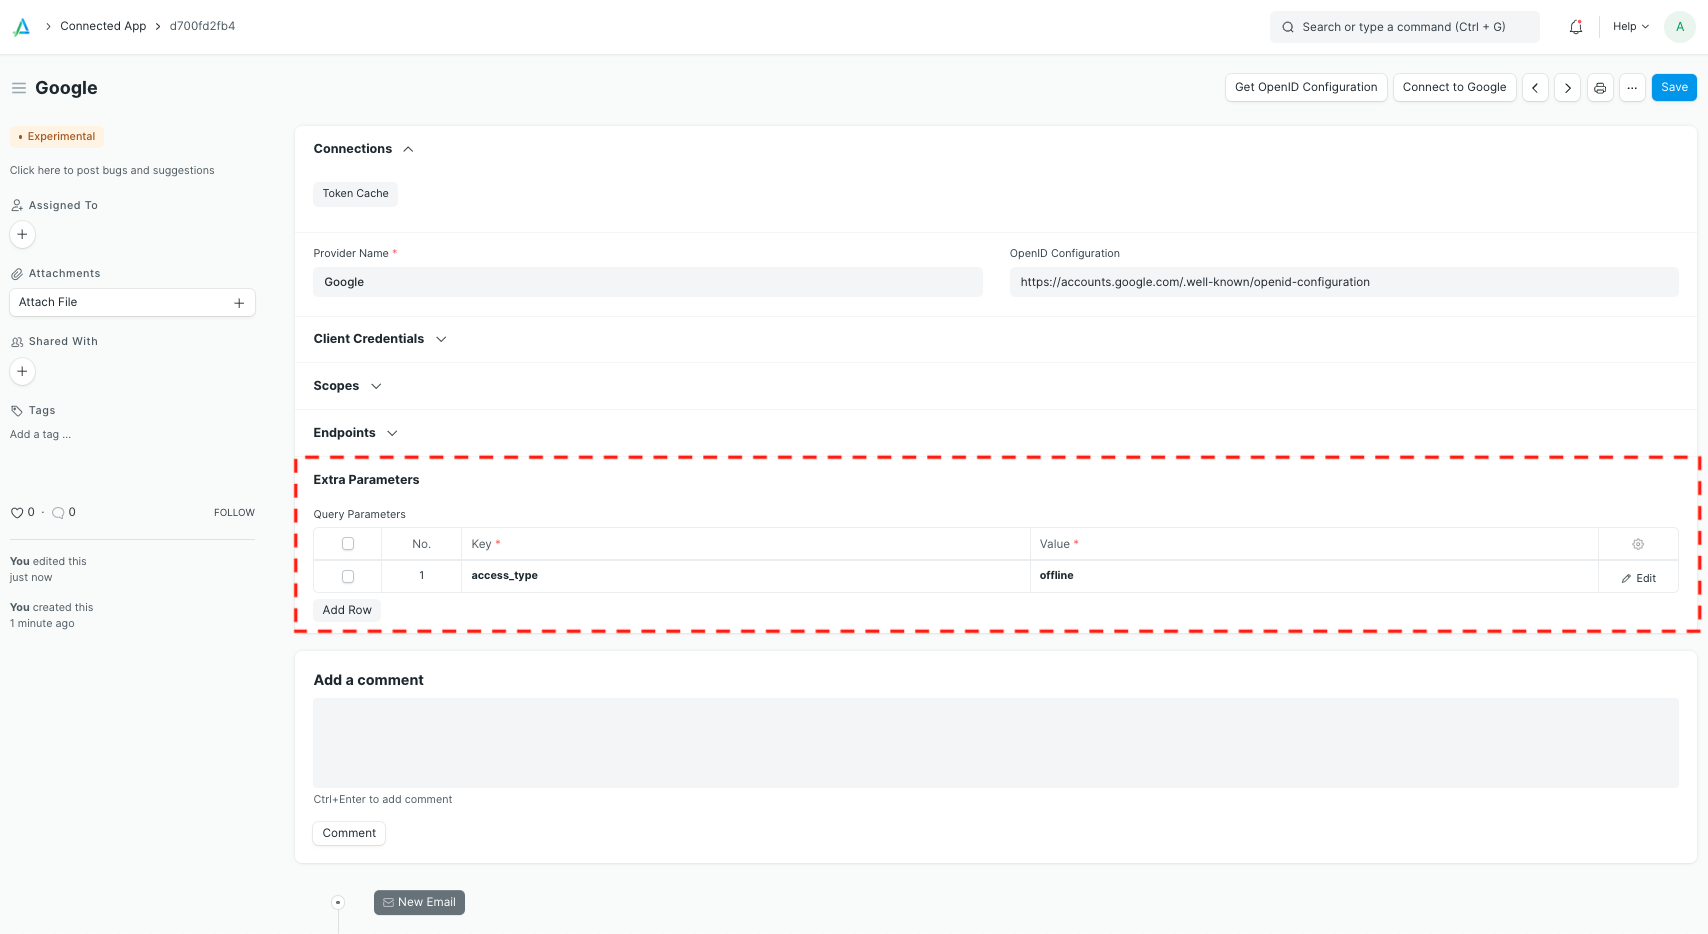 Connected App
d700fd2fb4
Search or type a command (Ctrl + G)
Help
A
Google
Get OpenID Configuration
Connect to Google
...
Save
Experimental
Click here to post bugs and suggestions
Assigned To
Attachments
Attach File
Shared With
Tags
Add a tag ...
0 · 0
FOLLOW
You edited this
just now
You created this
1 minute ago
Connections
Token Cache
Provider Name *
Google
OpenID Configuration
https://accounts.google.com/.well-known/openid-configuration
Client Credentials
Scopes
Endpoints
Extra Parameters
Query Parameters
No. Key * Value *
1 access_type offline Edit
Add Row
Add a comment
Ctrl+Enter to add comment
Comment
New Email